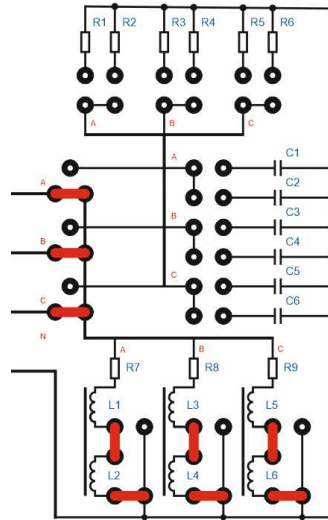 R1 R2 R3 R4 R5 R6
A B C
A C1
C2
A B C3
B C4
C C5
C C6
N
A B C
R7 R8 R9
L1 L3 L5
L2 L4 L6